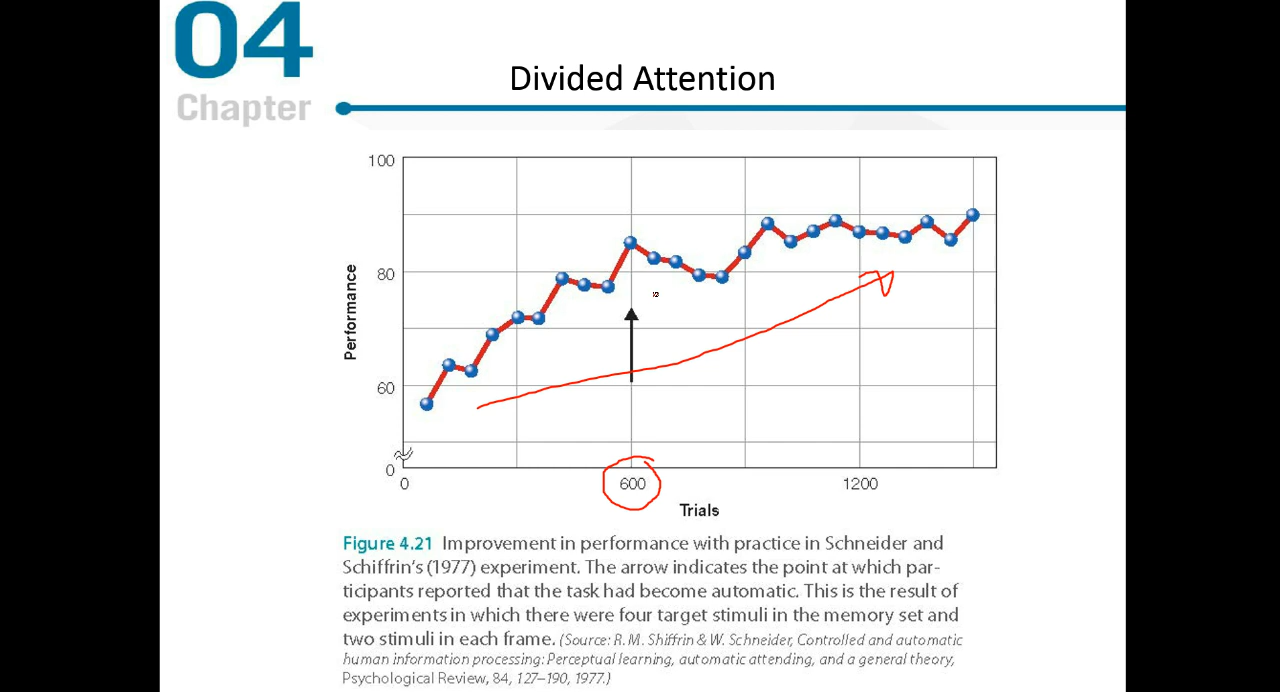 04
Chapter
Divided Attention
100
80
60
0
Performance
0
600
1200
Trials
Figure 4.21 Improvement in performance with practice in Schneider and
Schiffrin's (1977) experiment. The arrow indicates the point at which par-
ticipants reported that the task had become automatic. This is the result of
experiments in which there were four target stimuli in the memory set and
two stimuli in each frame. (Source: R. M. Shiffrin & W. Schneider, Controlled and automatic
human information processing: Perceptual learning, automatic attending, and a general theory,
Psychological Review, 84, 127–190, 1977.)